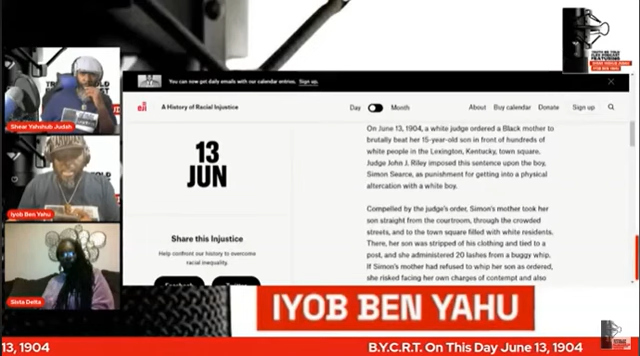 You can now get daily emails with our calendar entries. Sign up.
eji
A History of Racial Injustice
Day
Month
About
Buy calendar
Donate
Sign up
13
JUN
Share this Injustice
Help confront our history to overcome
racial inequality.
On June 13, 1904, a white judge ordered a Black mother to
brutally beat her 15-year-old son in front of hundreds of
white people in the Lexington, Kentucky, town square.
Judge John J. Riley imposed this sentence upon the boy,
Simon Searce, as punishment for getting into a physical
altercation with a white boy.
Compelled by the judge's order, Simon's mother took her
son straight from the courtroom, through the crowded
streets, and to the town square filled with white residents.
There, her son was stripped of his clothing and tied to a
post, and she administered 20 lashes from a buggy whip.
If Simon's mother had refused to whip her son as ordered,
she risked facing her own charges of contempt and also
Shear Yahshub Judah
Iyob Ben Yahu
Sista Delta
IYOB BEN YAHU
13, 1904
B.Y.C.R.T. On This Day June 13, 1904